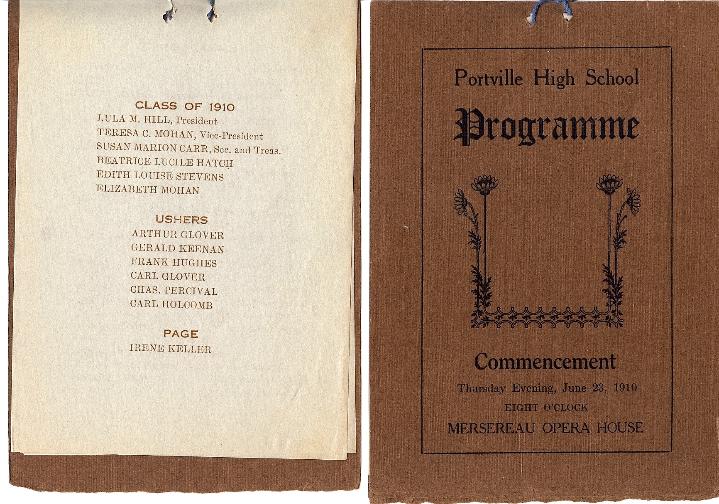 CLASS OF 1910
LULA M. HILL, President
TERESA C. MOHAN, Vice-President
SUSAN MARION CARR, Sec. and Treas.
BEATRICE LUCILE HATCH
EDITH LOUISE STEVENS
ELIZABETH MOHAN
USHERS
ARTHUR GLOVER
GERALD KEENAN
FRANK HUGHES
CARL GLOVER
CHAS. PERCIVAL
CARL HOLCOMB
PAGE
IRENE KELLER
Portville High School
Programme
Commencement
Thursday Evening, June 23, 1910
EIGHT O'CLOCK
MERSEREAU OPERA HOUSE